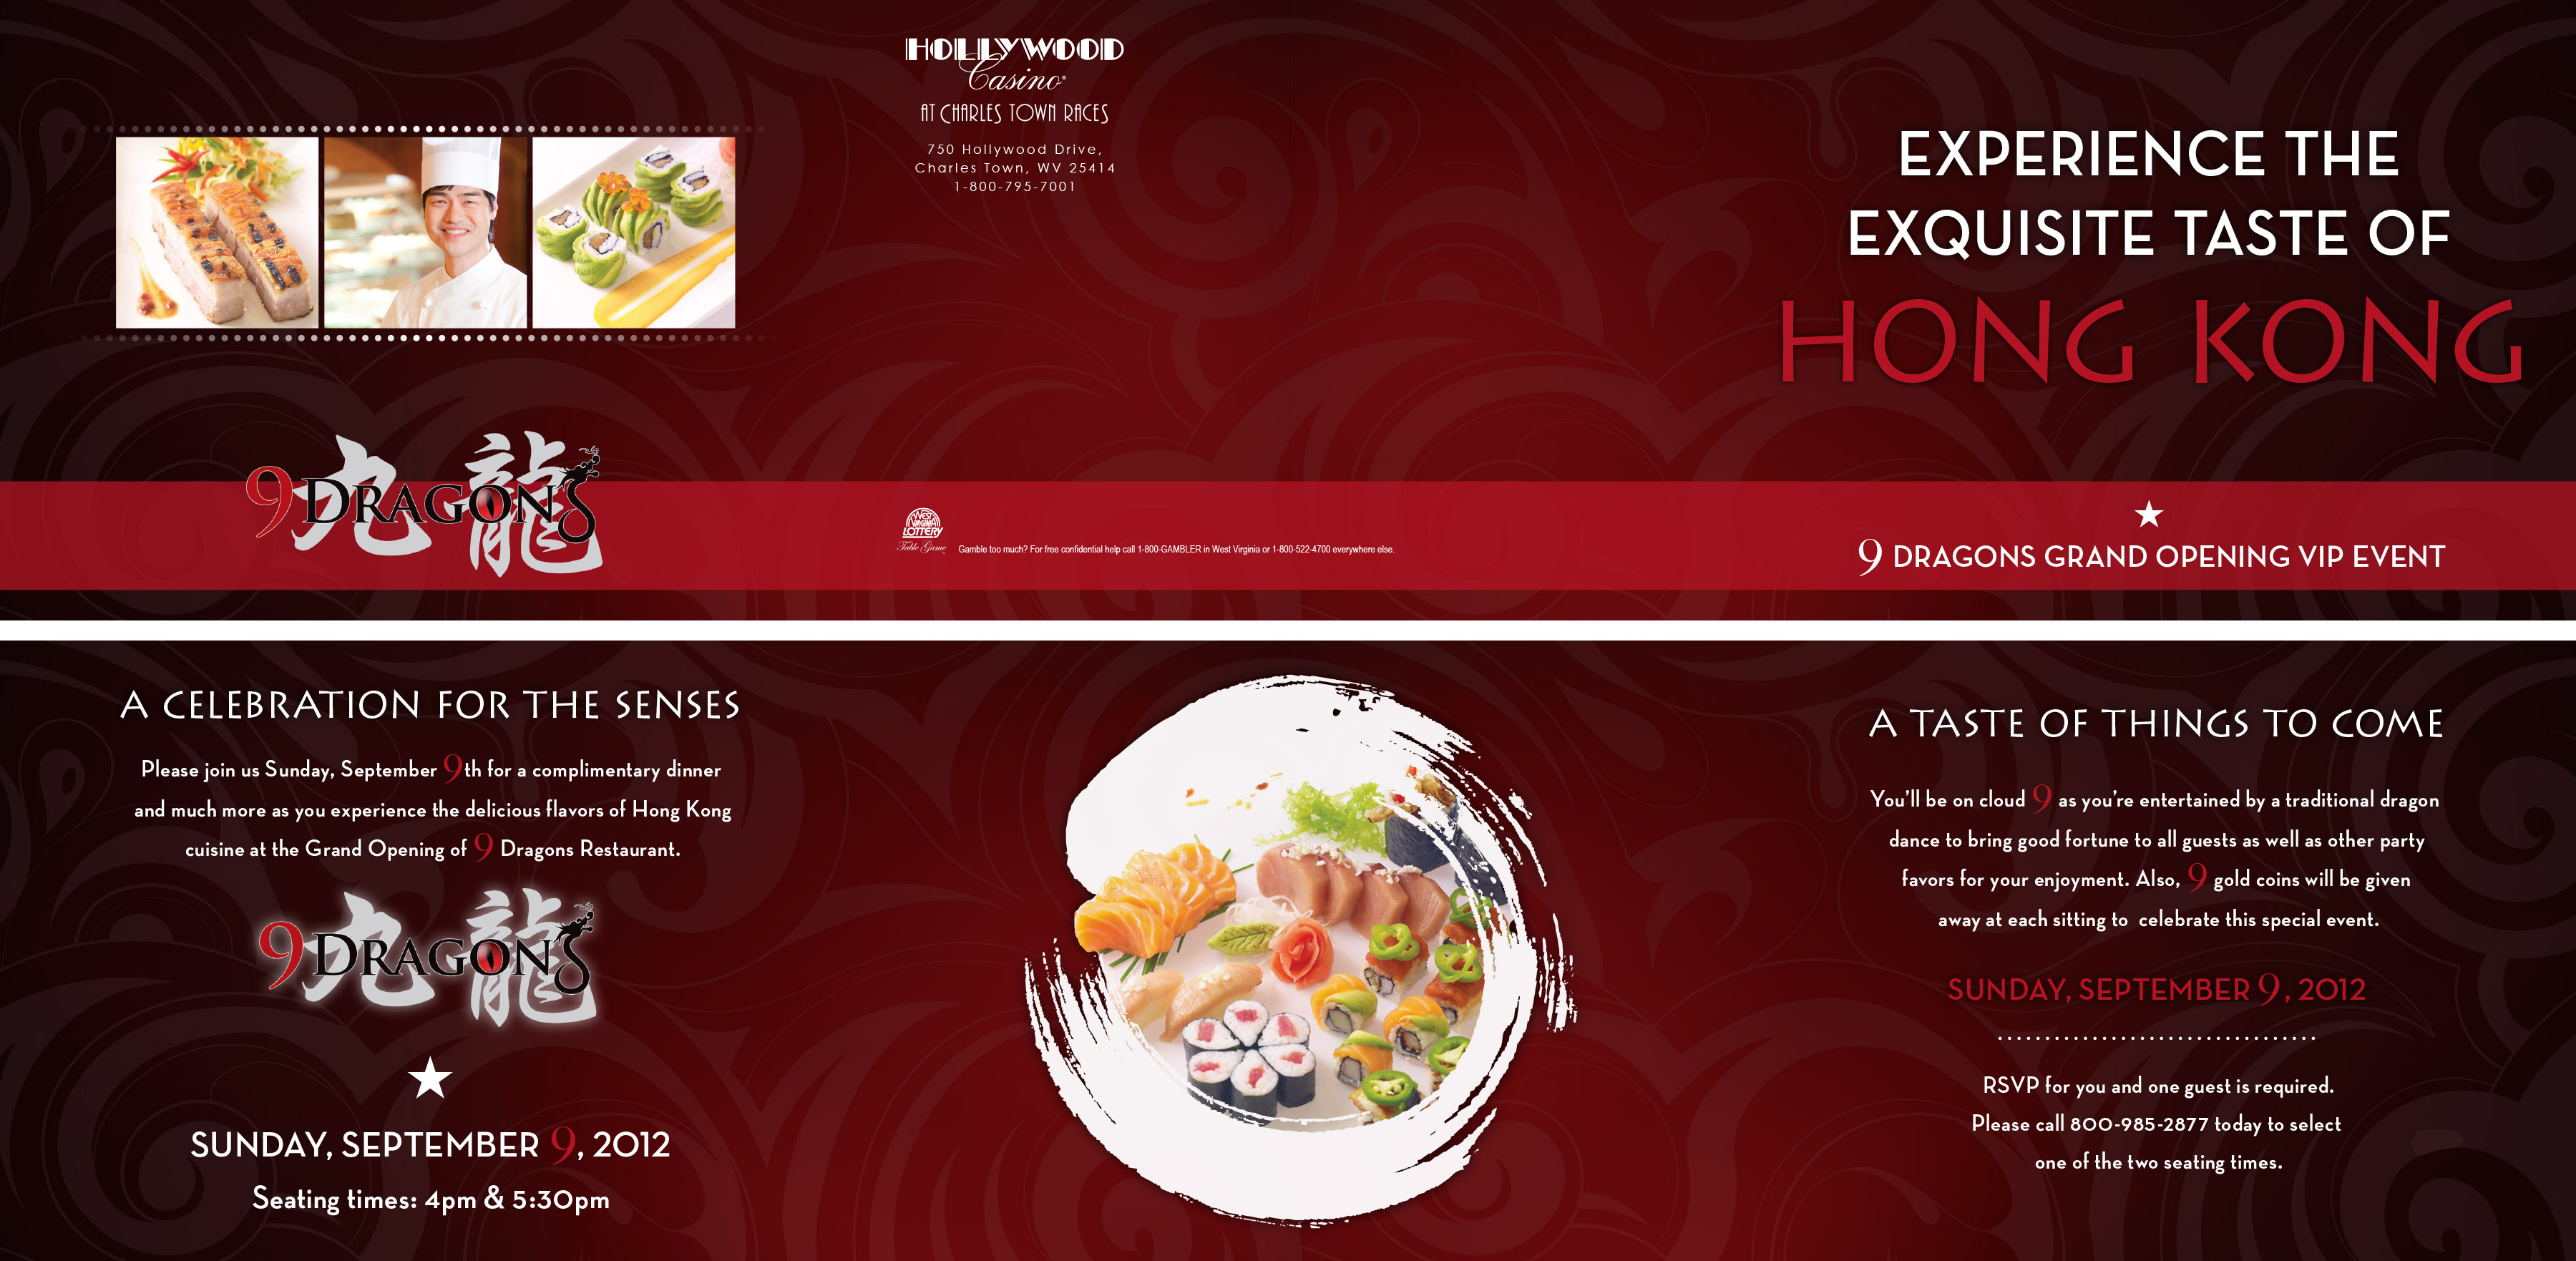 HOLLYWOOD
Casino®
AT CHARLES TOWN RACES
750 Hollywood Drive,
Charles Town, WV 25414
1-800-795-7001
九龍
9 DRAGONS
WEST
VIRGINIA
LOTTERY
Table Game
Gamble too much? For free confidential help call 1-800-GAMBLER in West Virginia or 1-800-522-4700 everywhere else.
EXPERIENCE THE
EXQUISITE TASTE OF
HONG KONG
9 DRAGONS GRAND OPENING VIP EVENT
A CELEBRATION FOR THE SENSES
Please join us Sunday, September 9th for a complimentary dinner
and much more as you experience the delicious flavors of Hong Kong
cuisine at the Grand Opening of 9 Dragons Restaurant.
九龍
9 DRAGONS
SUNDAY, SEPTEMBER 9, 2012
Seating times: 4pm & 5:30pm
A TASTE OF THINGS TO COME
You'll be on cloud 9 as you're entertained by a traditional dragon
dance to bring good fortune to all guests as well as other party
favors for your enjoyment. Also, 9 gold coins will be given
away at each sitting to celebrate this special event.
SUNDAY, SEPTEMBER 9, 2012
RSVP for you and one guest is required.
Please call 800-985-2877 today to select
one of the two seating times.